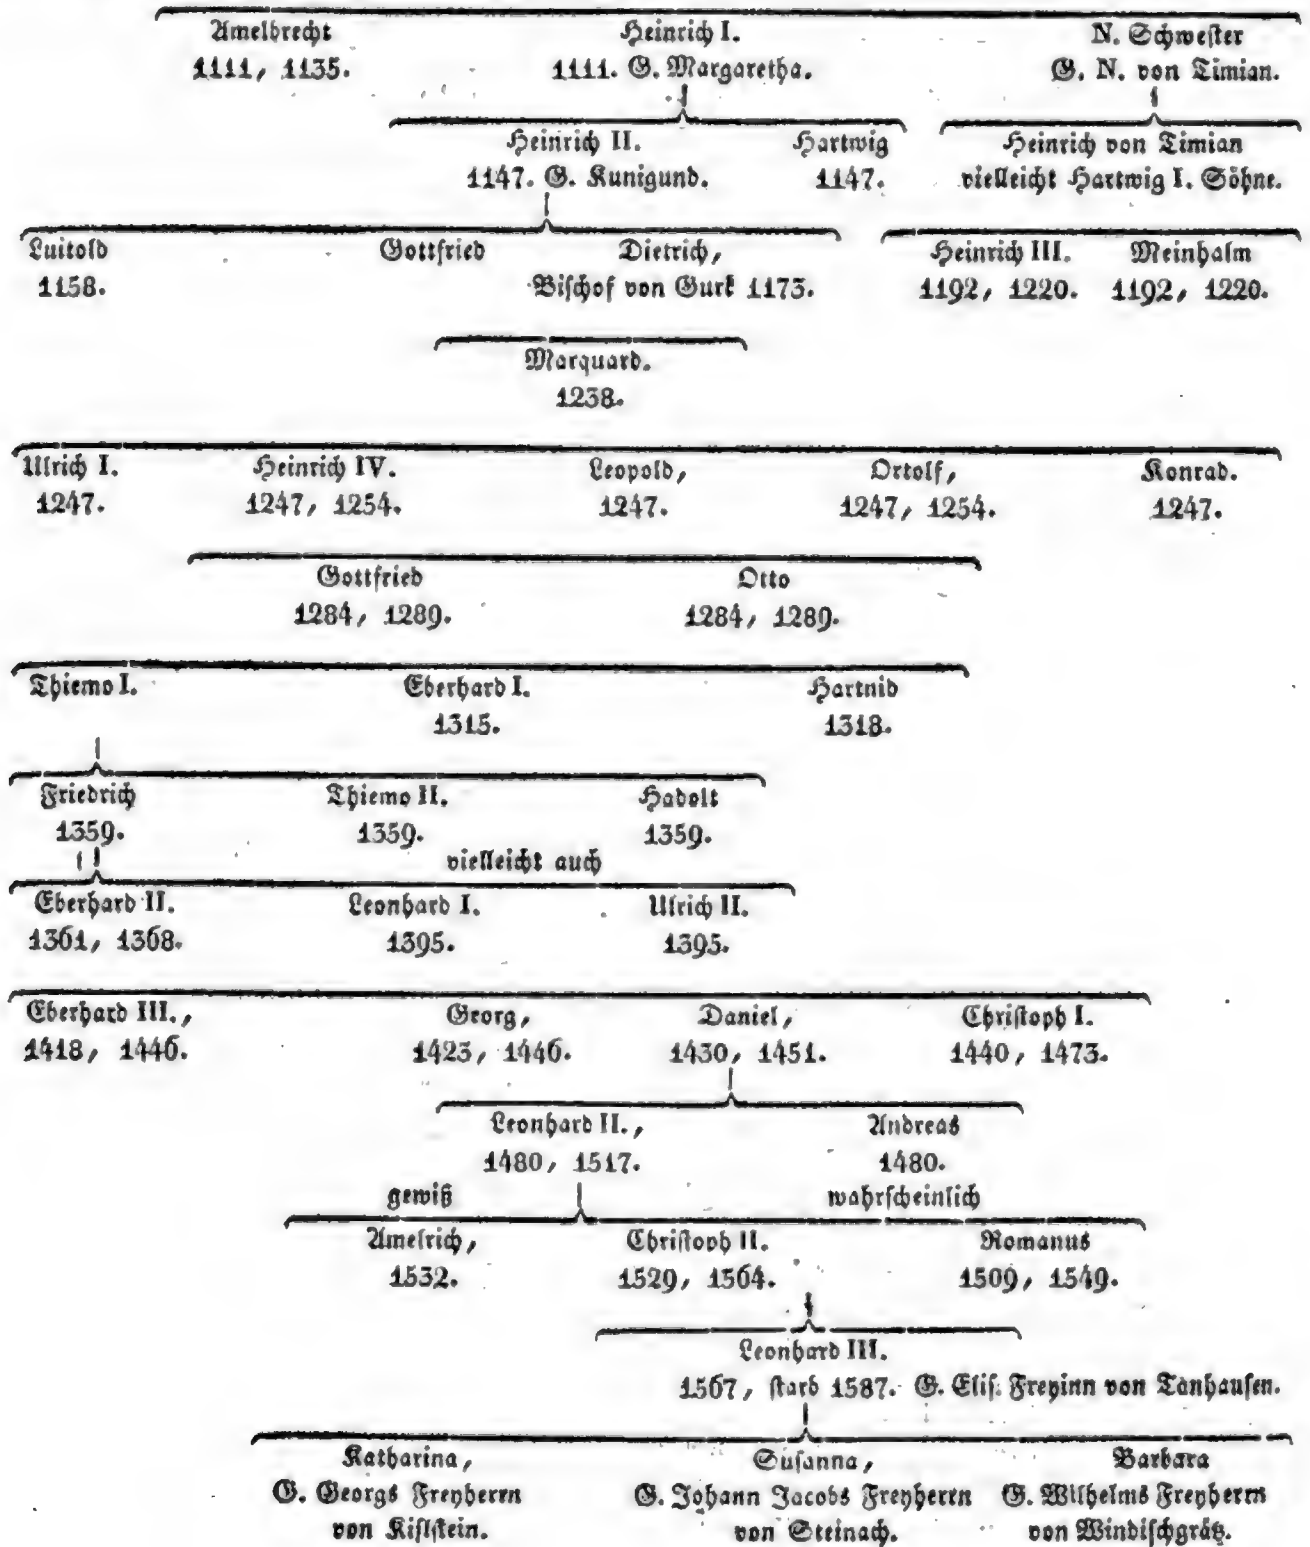 Amelbrecht Heinrich I. N. Schwester
1111, 1135. 1111. G. Margaretha. G. N. von Timian.
Heinrich II. Hartwig Heinrich von Timian
1147. G. Kunigund. 1147. vielleicht Hartwig I. Söhne.
Luitold Gottfried Dietrich, Heinrich III. Meinhalm
1158. Bischof von Gurk 1173. 1192, 1220. 1192, 1220.
Marquard.
1238.
Ulrich I. Heinrich IV. Leopold, Ortolf, Konrad.
1247. 1247, 1254. 1247. 1247, 1254. 1247.
Gottfried Otto
1284, 1289. 1284, 1289.
Thiemo I. Eberhard I. Hartnid
1315. 1318.
Friedrich Thiemo II. Hadolt
1359. 1359. 1359.
vielleicht auch
Eberhard II. Leonhard I. Ulrich II.
1361, 1368. 1395. 1395.
Eberhard III., Georg, Daniel, Christoph I.
1418, 1446. 1423, 1446. 1430, 1451. 1440, 1473.
Leonhard II., Andreas
1480, 1517. 1480.
gewiß wahrscheinlich
Amelrich, Christoph II. Romanus
1532. 1529, 1564. 1509, 1549.
Leonhard III.
1567, starb 1587. G. Elis. Freyinn von Tanhausen.
Katharina, Susanna, Barbara
G. Georgs Freyherrn G. Johann Jacobs Freyherrn G. Wilhelms Freyherrn
von Kislstein. von Steinach. von Windischgrätz.